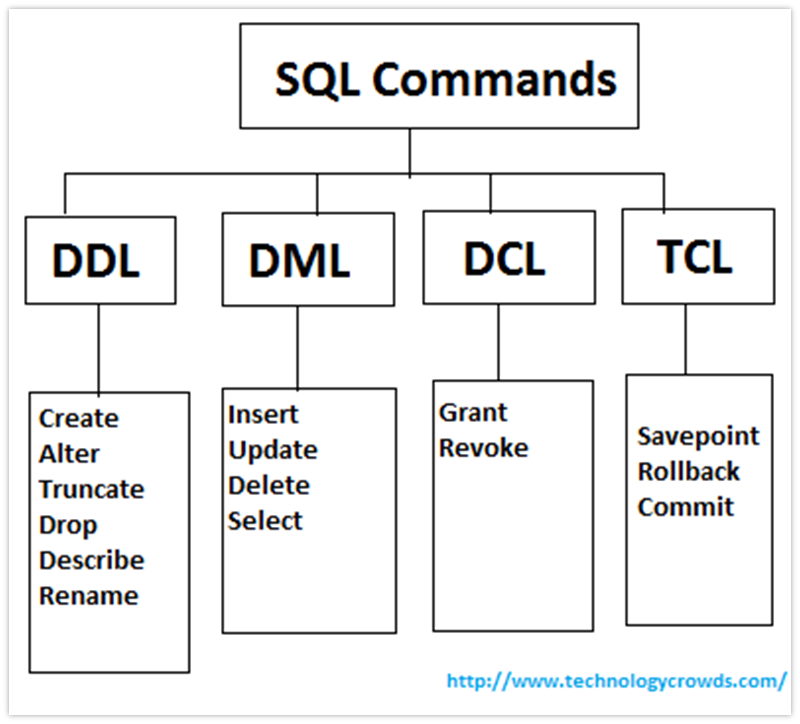 SQL Commands
DDL
DML
DCL
TCL
Create
Alter
Truncate
Drop
Describe
Rename
Insert
Update
Delete
Select
Grant
Revoke
Savepoint
Rollback
Commit
http://www.technologycrowds.com/